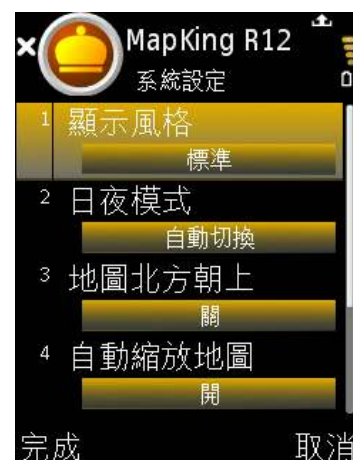 MapKing R12
系統設定
1 顯示風格
標準
2 日夜模式
自動切換
3 地圖北方朝上
關
4 自動縮放地圖
開
完成 取消